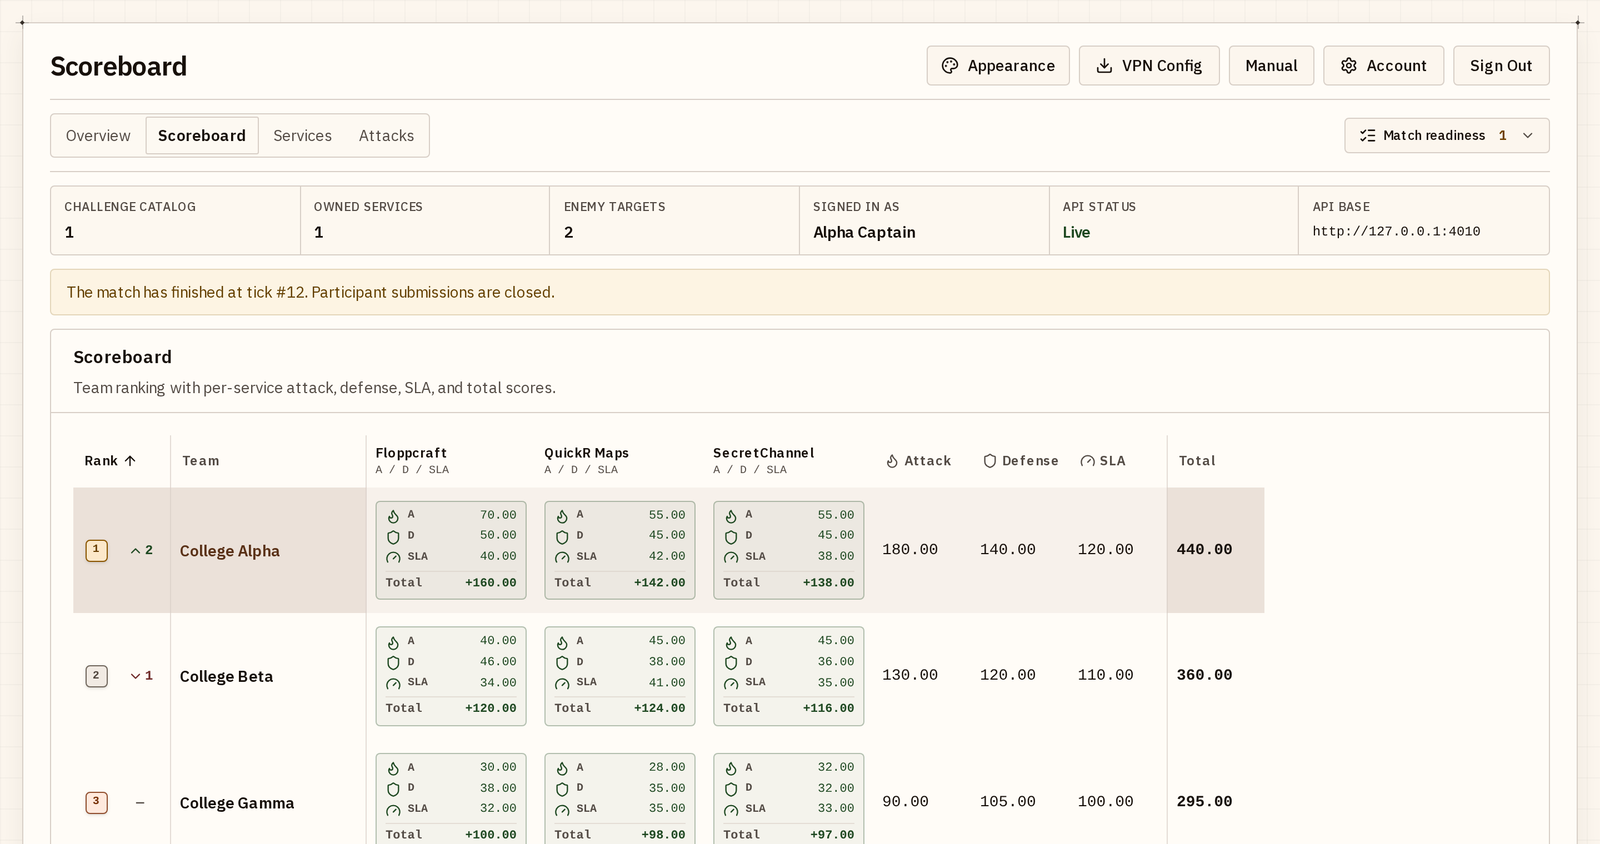 Scoreboard
Appearance
VPN Config
Manual
Account
Sign Out
Overview
Scoreboard
Services
Attacks
Match readiness 1
CHALLENGE CATALOG
1
OWNED SERVICES
1
ENEMY TARGETS
2
SIGNED IN AS
Alpha Captain
API STATUS
Live
API BASE
http://127.0.0.1:4010
The match has finished at tick #12. Participant submissions are closed.
Scoreboard
Team ranking with per-service attack, defense, SLA, and total scores.
Rank
Team
Floppcraft
A / D / SLA
QuickR Maps
A / D / SLA
SecretChannel
A / D / SLA
Attack
Defense
SLA
Total
1
2
College Alpha
A 70.00
D 50.00
SLA 40.00
Total +160.00
A 55.00
D 45.00
SLA 42.00
Total +142.00
A 55.00
D 45.00
SLA 38.00
Total +138.00
180.00
140.00
120.00
440.00
2
1
College Beta
A 40.00
D 46.00
SLA 34.00
Total +120.00
A 45.00
D 38.00
SLA 41.00
Total +124.00
A 45.00
D 36.00
SLA 35.00
Total +116.00
130.00
120.00
110.00
360.00
3
–
College Gamma
A 30.00
D 38.00
SLA 32.00
Total +100.00
A 28.00
D 35.00
SLA 35.00
Total +98.00
A 32.00
D 32.00
SLA 33.00
Total +97.00
90.00
105.00
100.00
295.00